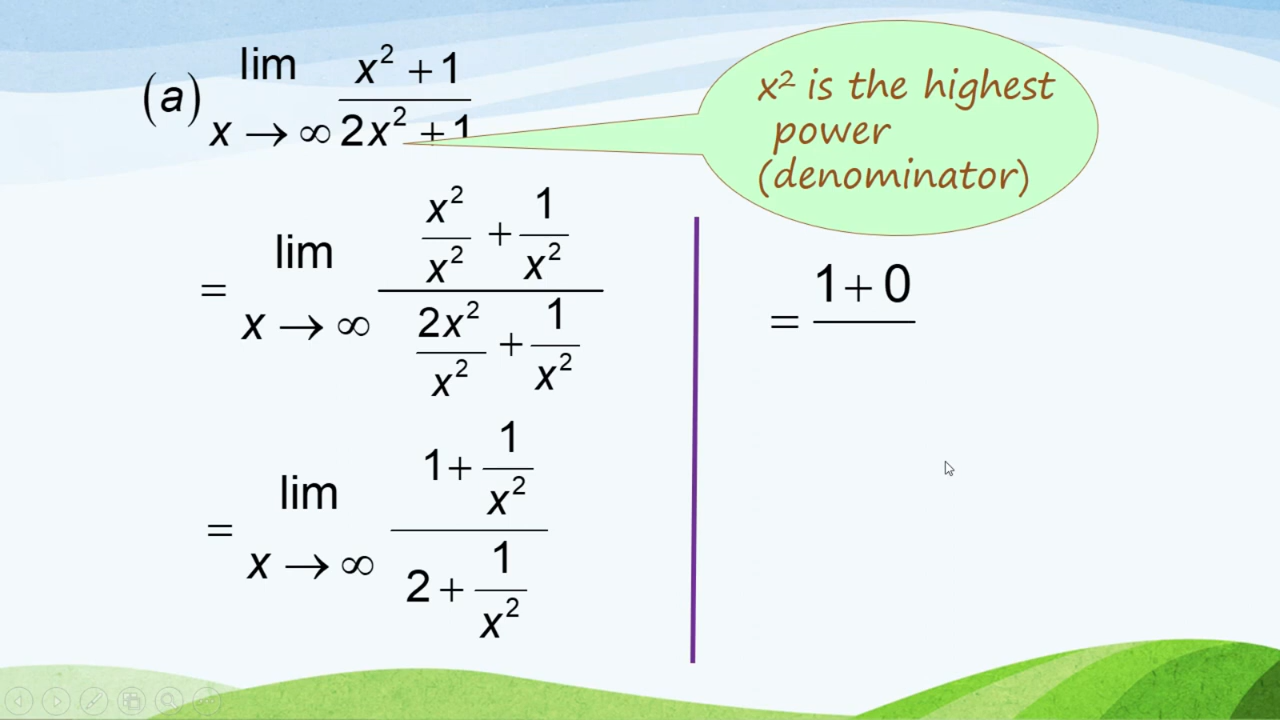 (a) lim x→∞ (x² + 1)/(2x² + 1)
x² is the highest
power
(denominator)
= lim x→∞ (x²/x² + 1/x²)/(2x²/x² + 1/x²)
= lim x→∞ (1 + 1/x²)/(2 + 1/x²)
= 1 + 0